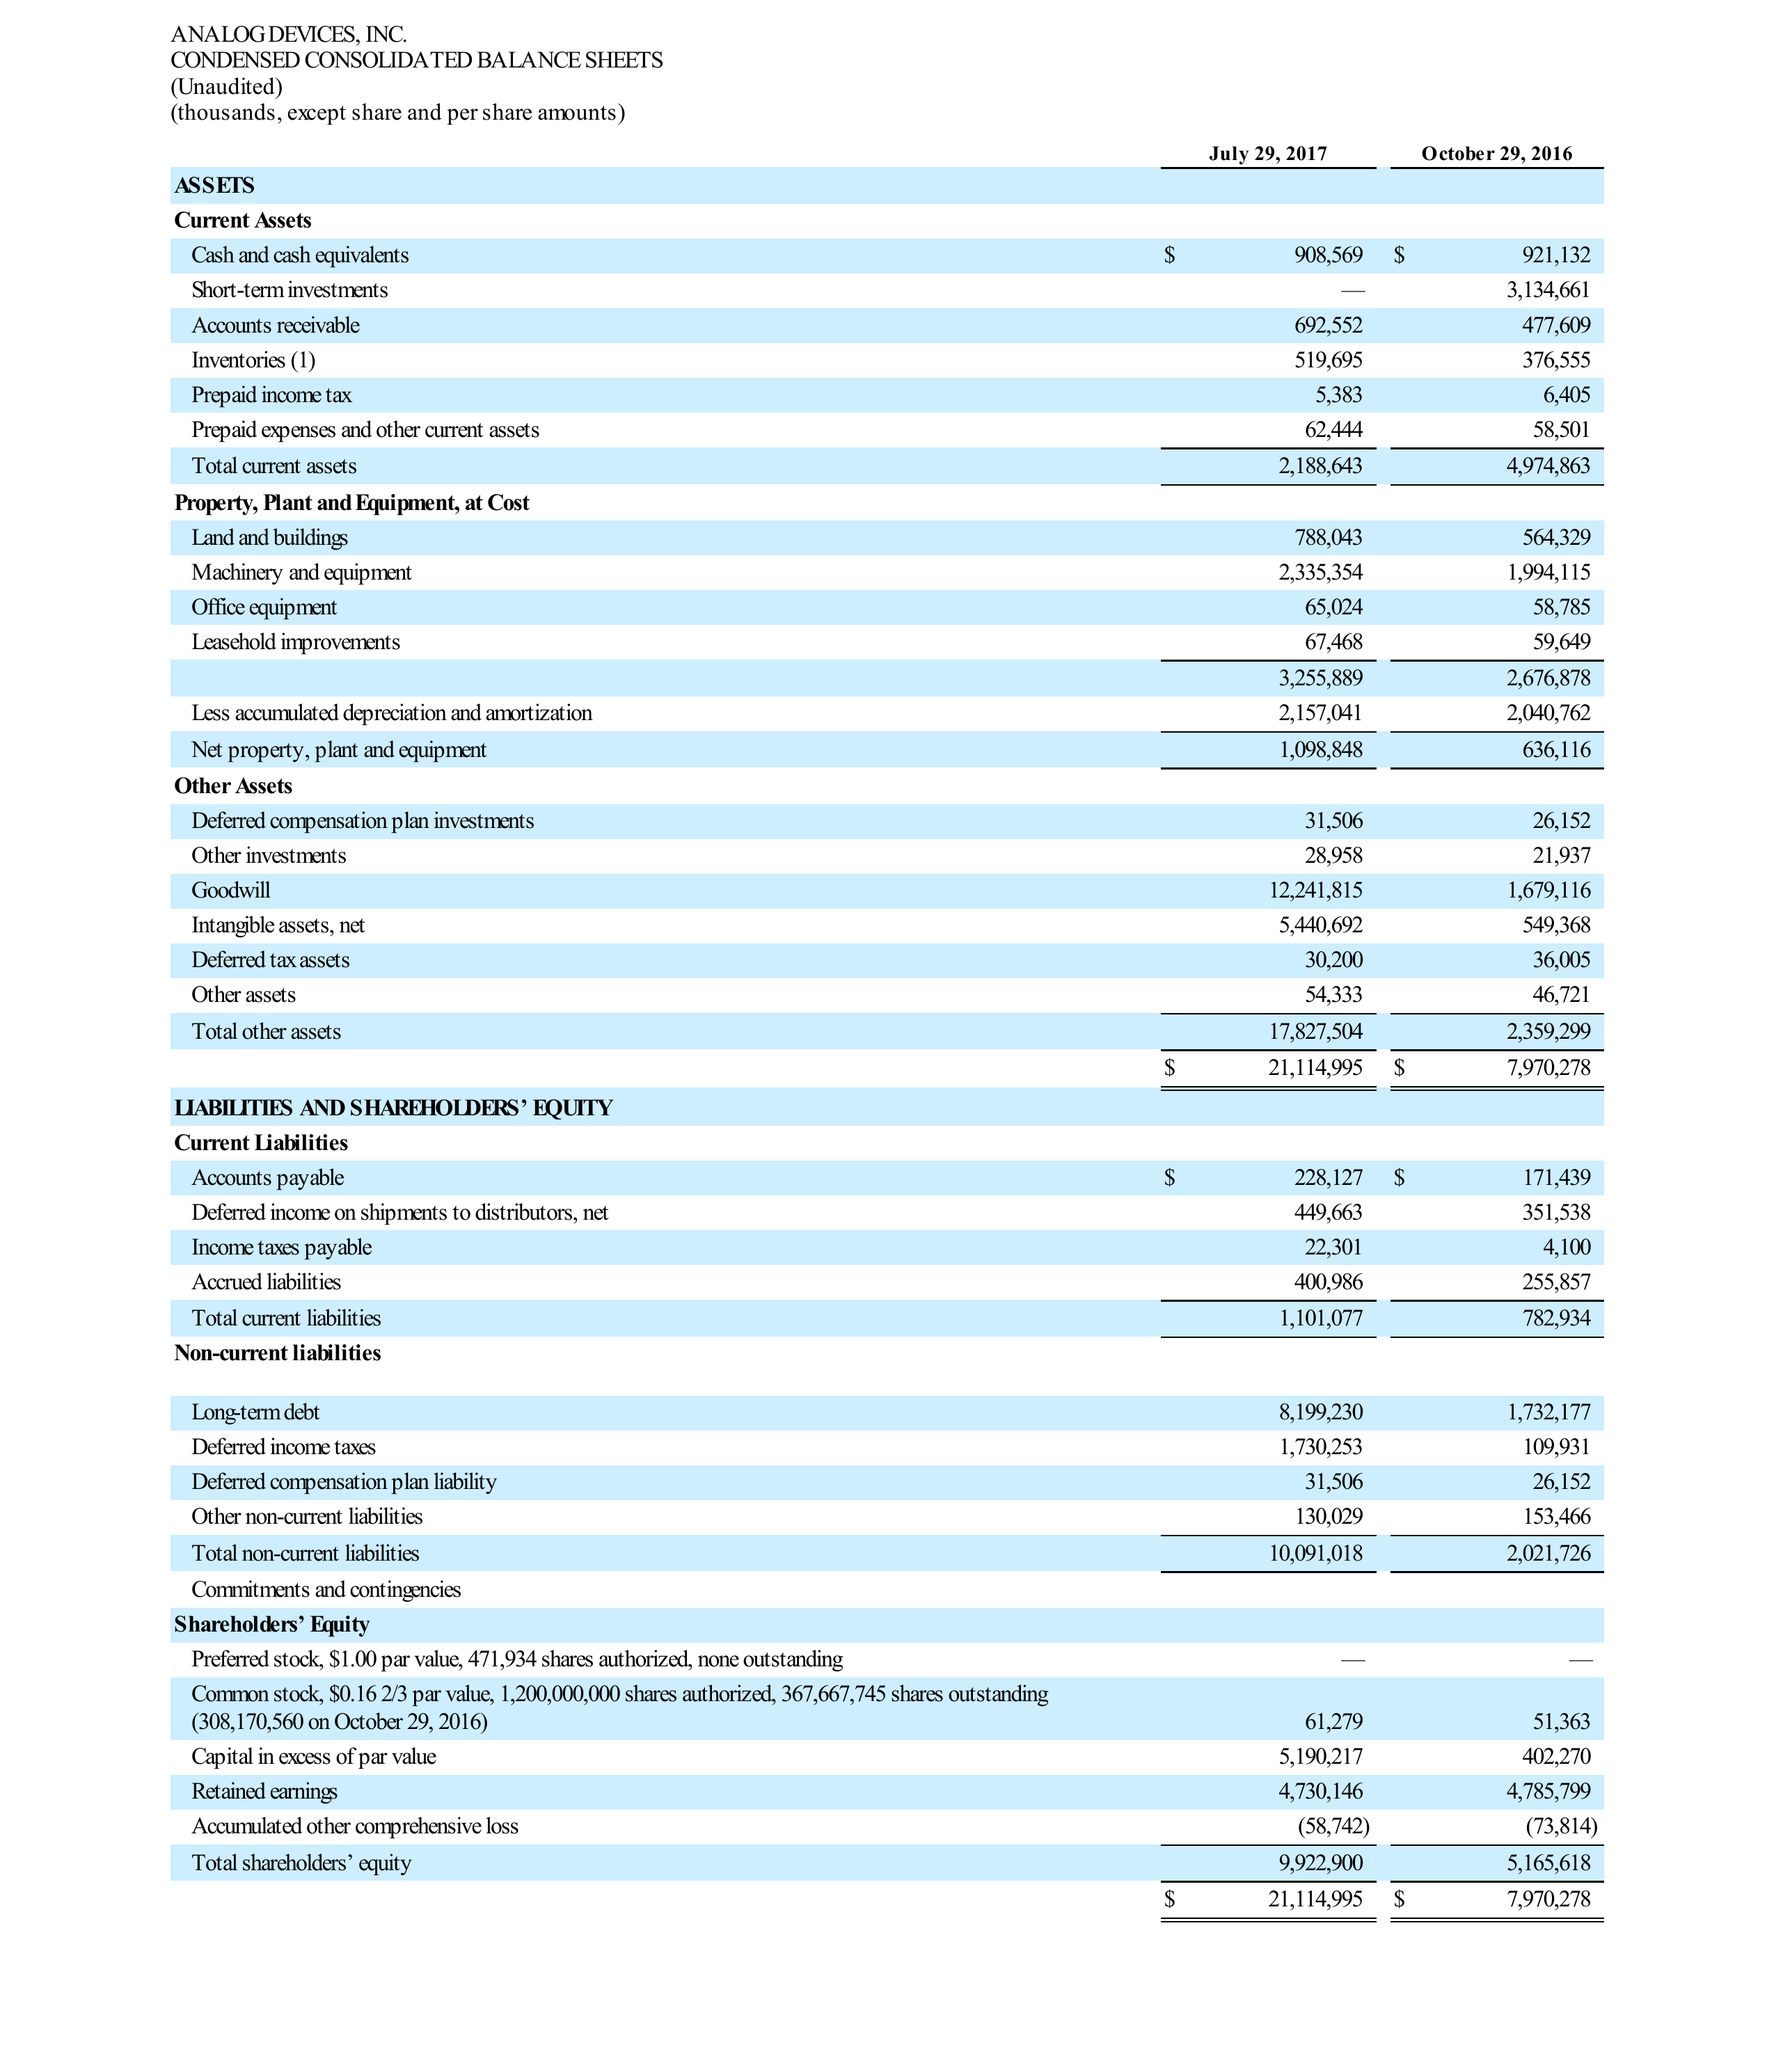 ANALOG DEVICES, INC.
CONDENSED CONSOLIDATED BALANCE SHEETS
(Unaudited)
(thousands, except share and per share amounts)
July 29, 2017 October 29, 2016
ASSETS
Current Assets
Cash and cash equivalents $ 908,569 $ 921,132
Short-term investments — 3,134,661
Accounts receivable 692,552 477,609
Inventories (1) 519,695 376,555
Prepaid income tax 5,383 6,405
Prepaid expenses and other current assets 62,444 58,501
Total current assets 2,188,643 4,974,863
Property, Plant and Equipment, at Cost
Land and buildings 788,043 564,329
Machinery and equipment 2,335,354 1,994,115
Office equipment 65,024 58,785
Leasehold improvements 67,468 59,649
3,255,889 2,676,878
Less accumulated depreciation and amortization 2,157,041 2,040,762
Net property, plant and equipment 1,098,848 636,116
Other Assets
Deferred compensation plan investments 31,506 26,152
Other investments 28,958 21,937
Goodwill 12,241,815 1,679,116
Intangible assets, net 5,440,692 549,368
Deferred tax assets 30,200 36,005
Other assets 54,333 46,721
Total other assets 17,827,504 2,359,299
$ 21,114,995 $ 7,970,278
LIABILITIES AND SHAREHOLDERS’ EQUITY
Current Liabilities
Accounts payable $ 228,127 $ 171,439
Deferred income on shipments to distributors, net 449,663 351,538
Income taxes payable 22,301 4,100
Accrued liabilities 400,986 255,857
Total current liabilities 1,101,077 782,934
Non-current liabilities
Long-term debt 8,199,230 1,732,177
Deferred income taxes 1,730,253 109,931
Deferred compensation plan liability 31,506 26,152
Other non-current liabilities 130,029 153,466
Total non-current liabilities 10,091,018 2,021,726
Commitments and contingencies
Shareholders’ Equity
Preferred stock, $1.00 par value, 471,934 shares authorized, none outstanding — —
Common stock, $0.16 2/3 par value, 1,200,000,000 shares authorized, 367,667,745 shares outstanding
(308,170,560 on October 29, 2016) 61,279 51,363
Capital in excess of par value 5,190,217 402,270
Retained earnings 4,730,146 4,785,799
Accumulated other comprehensive loss (58,742) (73,814)
Total shareholders’ equity 9,922,900 5,165,618
$ 21,114,995 $ 7,970,278